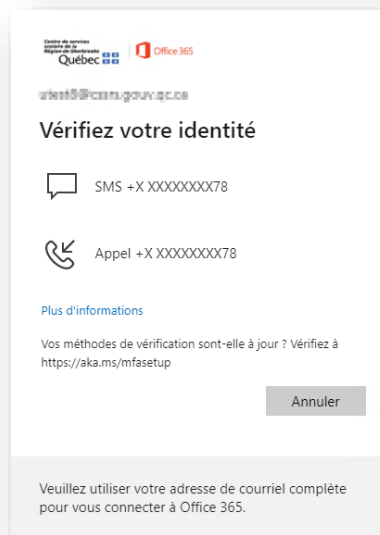 Centre de services
scolaire de la
Région-de-Sherbrooke
Québec
Office 365
Vérifiez votre identité
SMS +X XXXXXXXX78
Appel +X XXXXXXXX78
Plus d'informations
Vos méthodes de vérification sont-elle à jour ? Vérifiez à
https://aka.ms/mfasetup
Annuler
Veuillez utiliser votre adresse de courriel complète
pour vous connecter à Office 365.